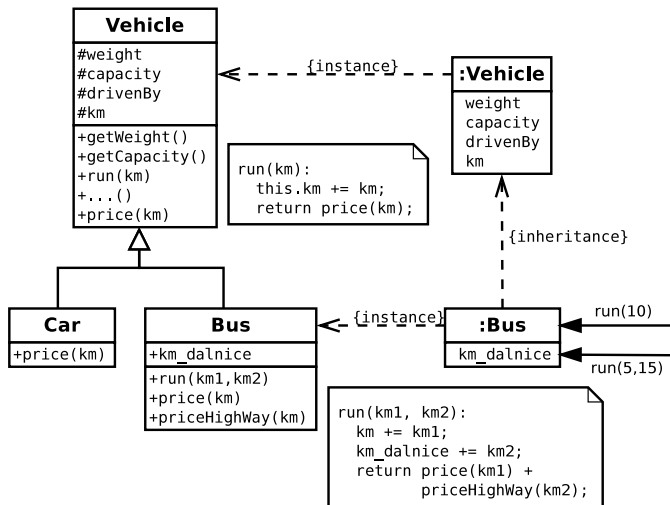 Vehicle
#weight
#capacity
#drivenBy
#km
+getWeight()
+getCapacity()
+run(km)
+...()
+price(km)
{instance}
:Vehicle
weight
capacity
drivenBy
km
run(km):
this.km += km;
return price(km);
{inheritance}
Car
+price(km)
Bus
+km_dalnice
+run(km1,km2)
+price(km)
+priceHighWay(km)
{instance}
:Bus
km_dalnice
run(10)
run(5,15)
run(km1, km2):
km += km1;
km_dalnice += km2;
return price(km1) +
priceHighWay(km2);